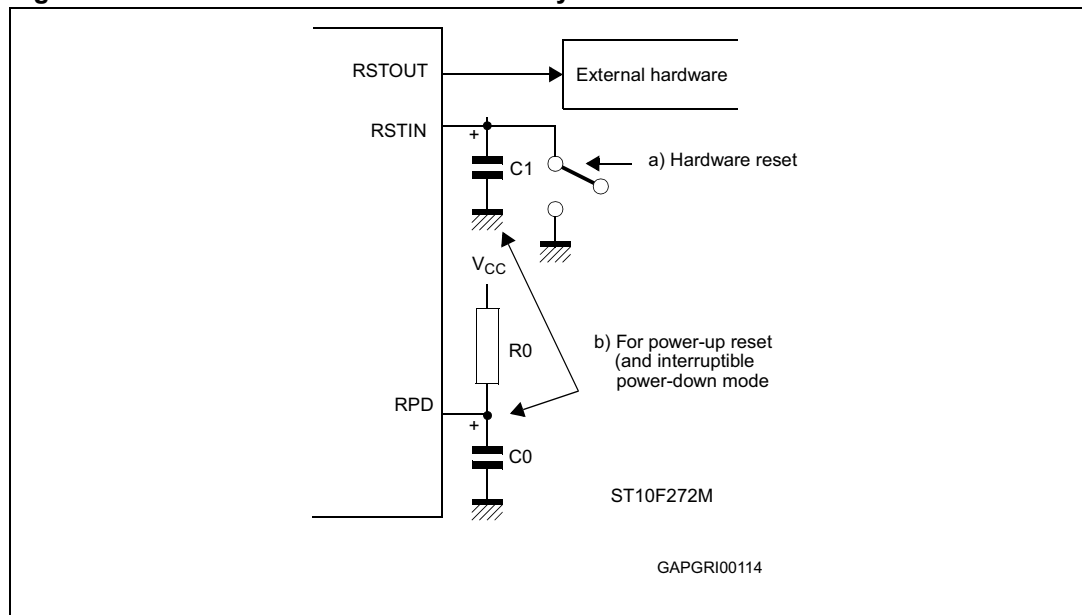 RSTOUT
External hardware
RSTIN
+
C1
a) Hardware reset
VCC
R0
b) For power-up reset
(and interruptible
power-down mode
RPD
+
C0
ST10F272M
GAPGRI00114